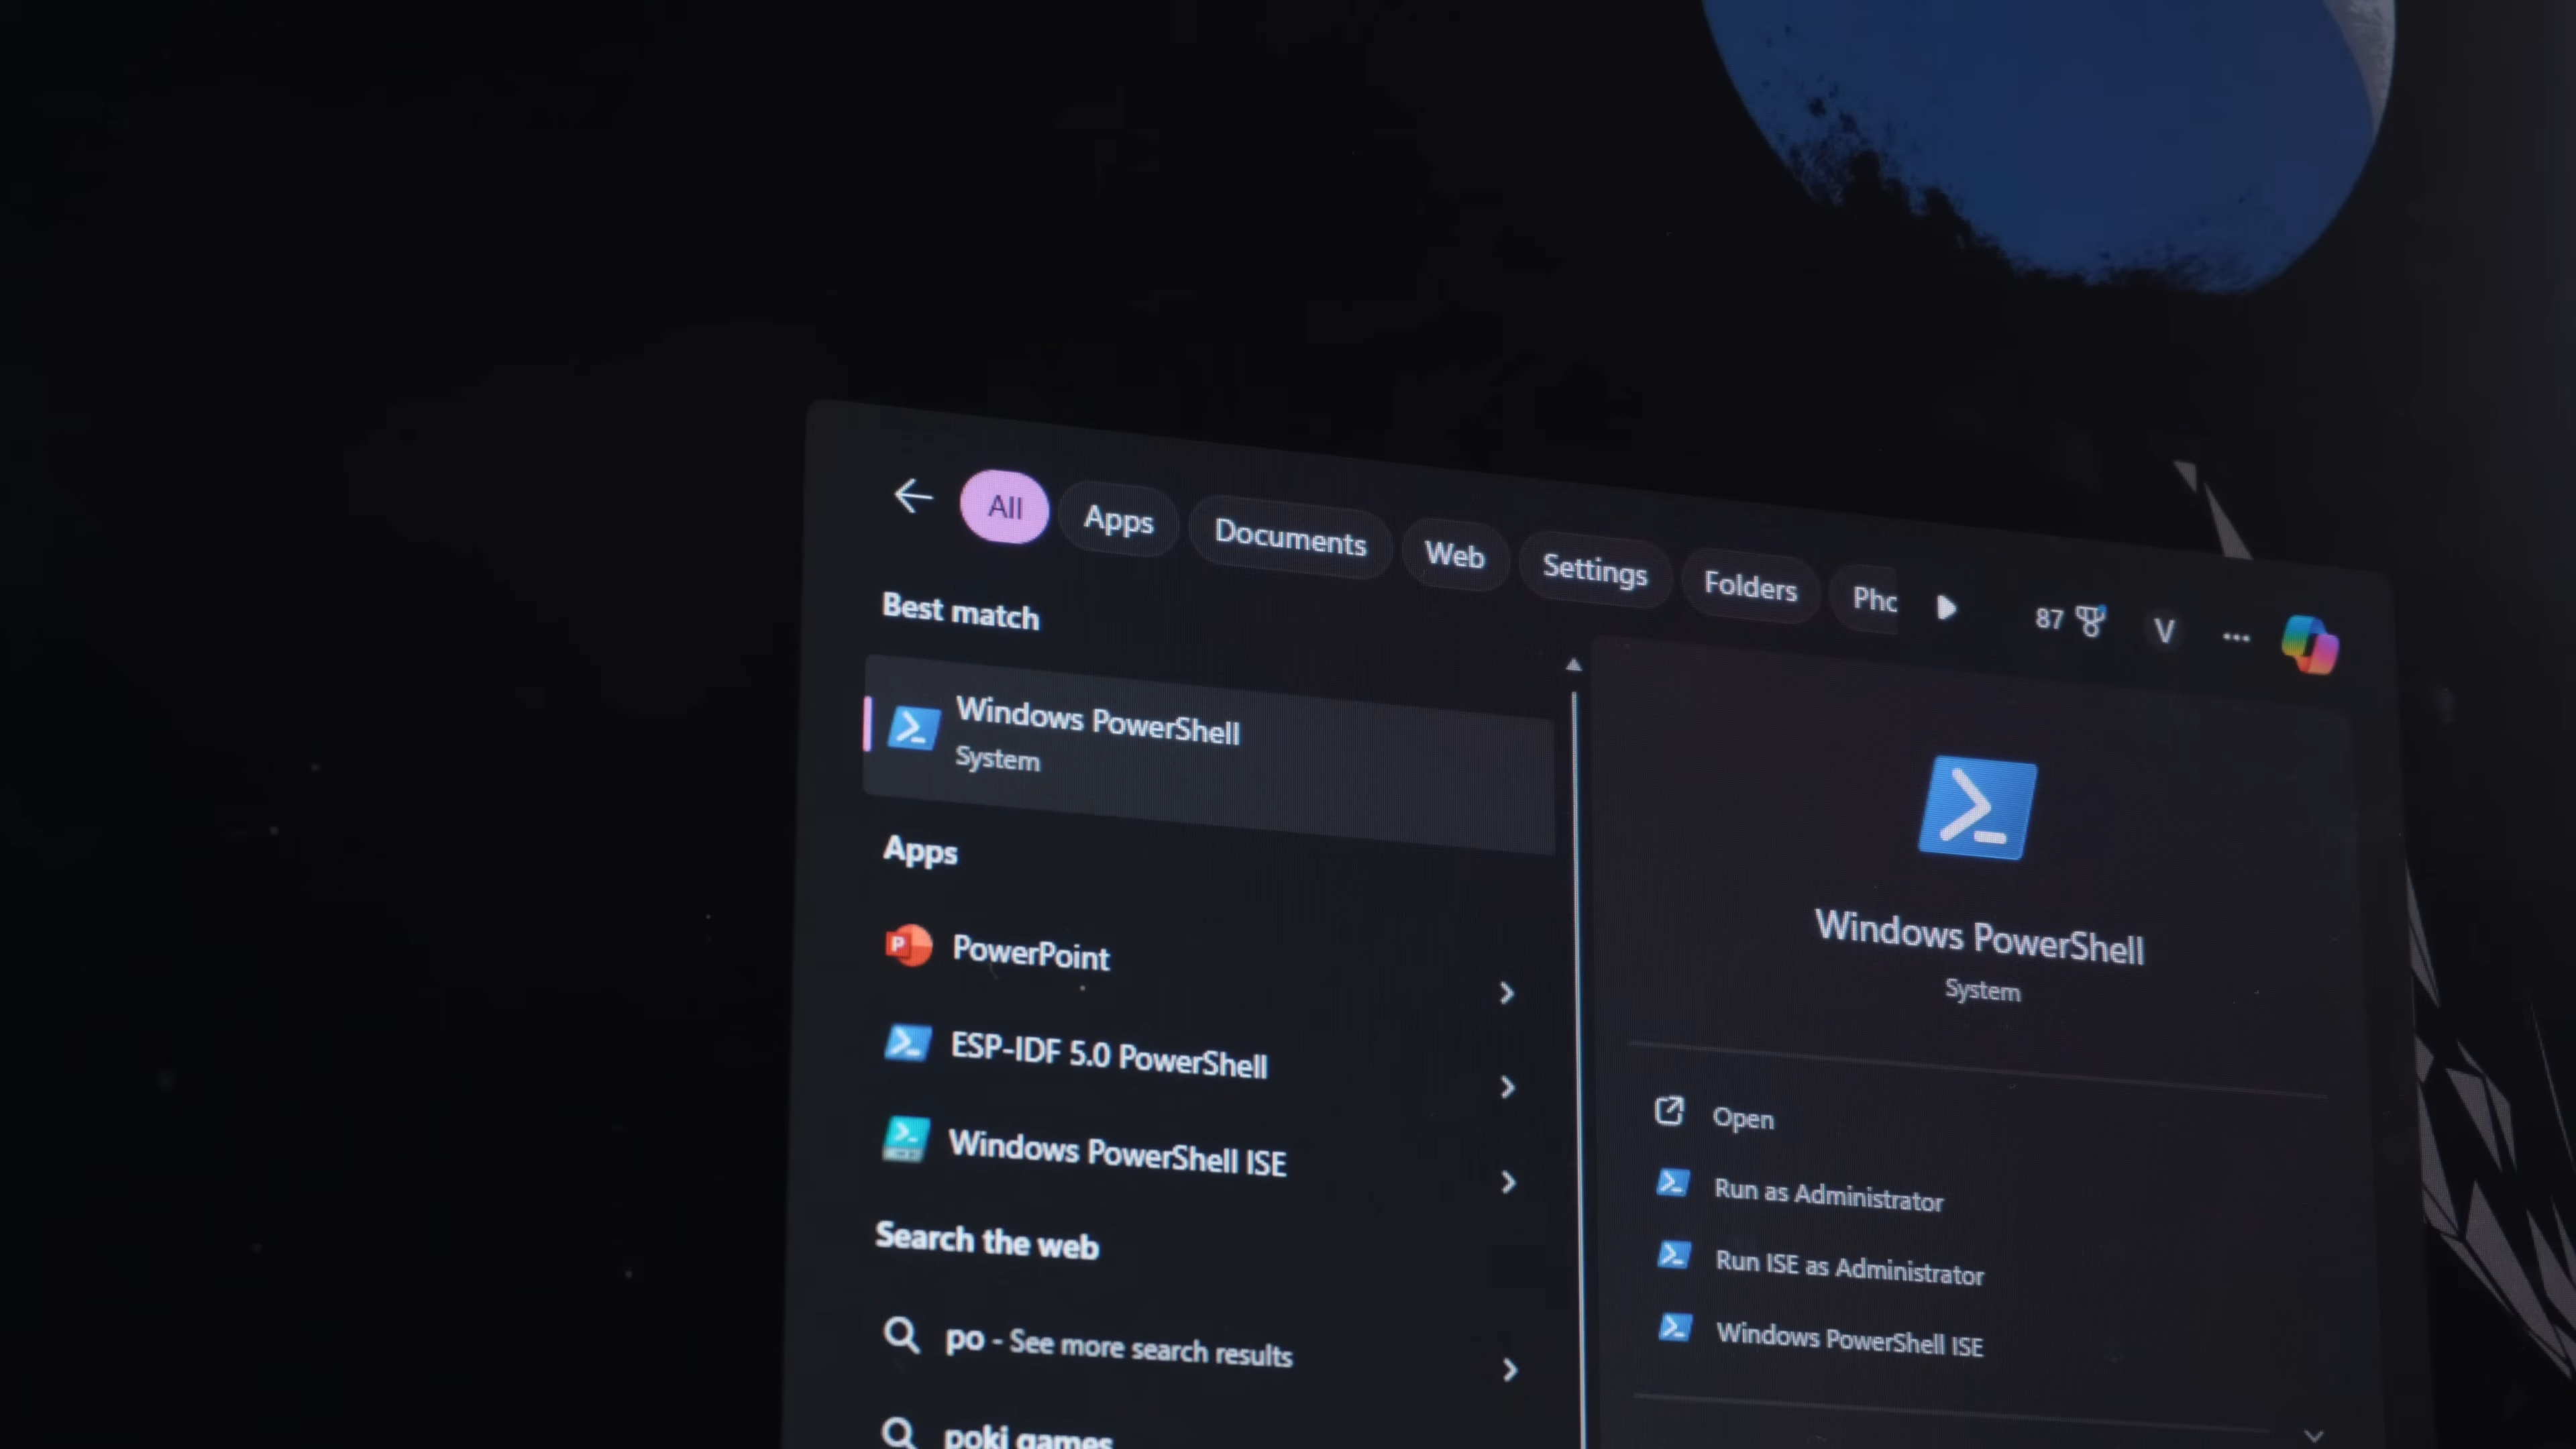 All
Apps
Documents
Web
Settings
Folders
Pho
87
V
Best match
Windows PowerShell
System
Apps
PowerPoint
ESP-IDF 5.0 PowerShell
Windows PowerShell ISE
Search the web
po - See more search results
poki games
Windows PowerShell
System
Open
Run as Administrator
Run ISE as Administrator
Windows PowerShell ISE